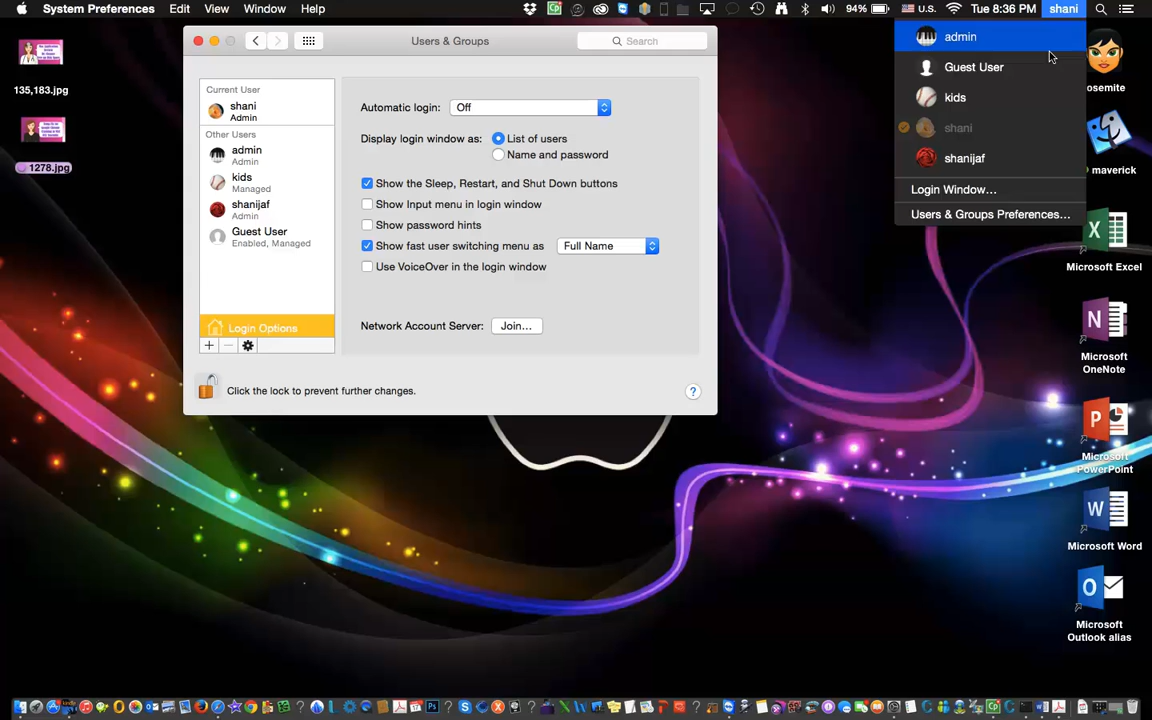 System Preferences Edit View Window Help
94% U.S. Tue 8:36 PM shani
Users & Groups
Search
Current User
shani
Admin
Other Users
admin
Admin
kids
Managed
shanijaf
Admin
Guest User
Enabled, Managed
Login Options
Automatic login: Off
Display login window as: List of users
Name and password
Show the Sleep, Restart, and Shut Down buttons
Show Input menu in login window
Show password hints
Show fast user switching menu as Full Name
Use VoiceOver in the login window
Network Account Server: Join...
Click the lock to prevent further changes.
?
admin
Guest User
kids
shani
shanijaf
Login Window...
Users & Groups Preferences...
135,183.jpg
1278.jpg
osemite
maverick
Microsoft Excel
Microsoft
OneNote
Microsoft
PowerPoint
Microsoft Word
Microsoft
Outlook alias